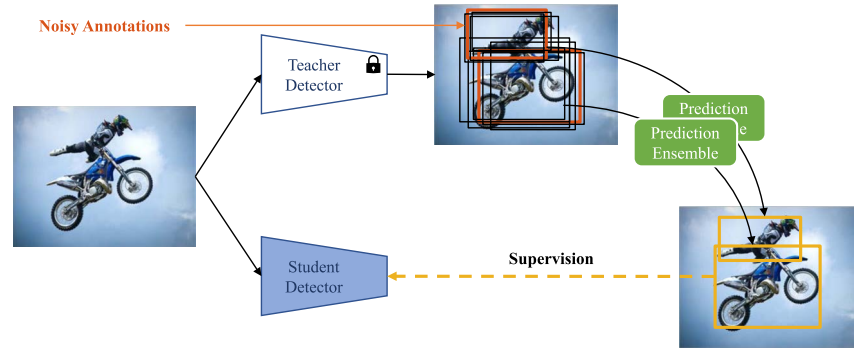 Noisy Annotations
Teacher
Detector
Prediction
Prediction
Ensemble
Supervision
Student
Detector